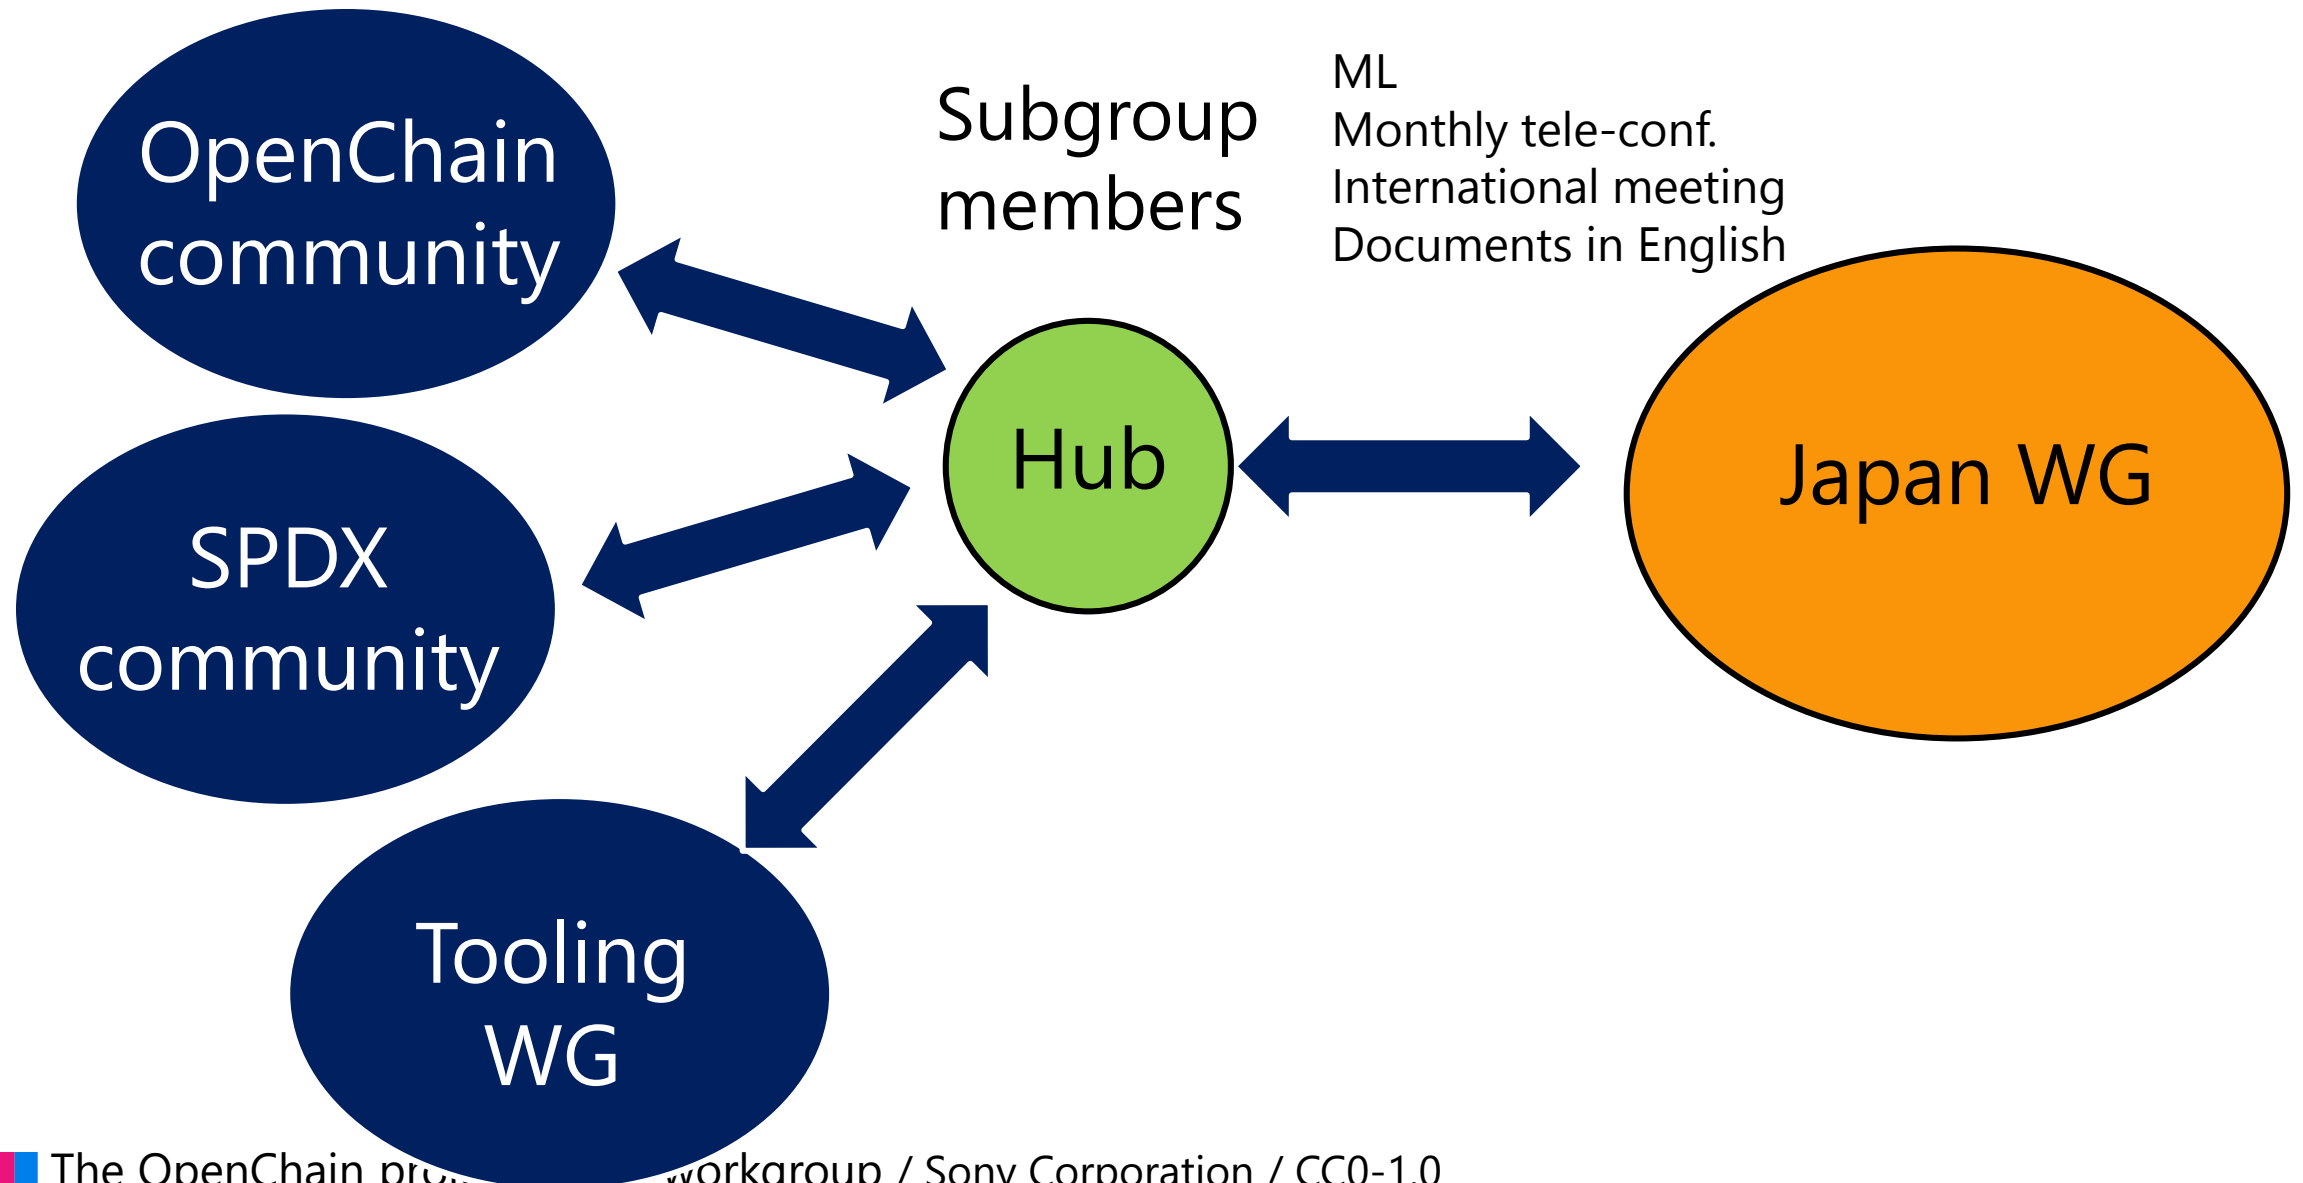 OpenChain
community
Subgroup
members
ML
Monthly tele-conf.
International meeting
Documents in English
Hub
Japan WG
SPDX
community
Tooling
WG
The OpenChain workgroup / Sony Corporation / CC0-1.0